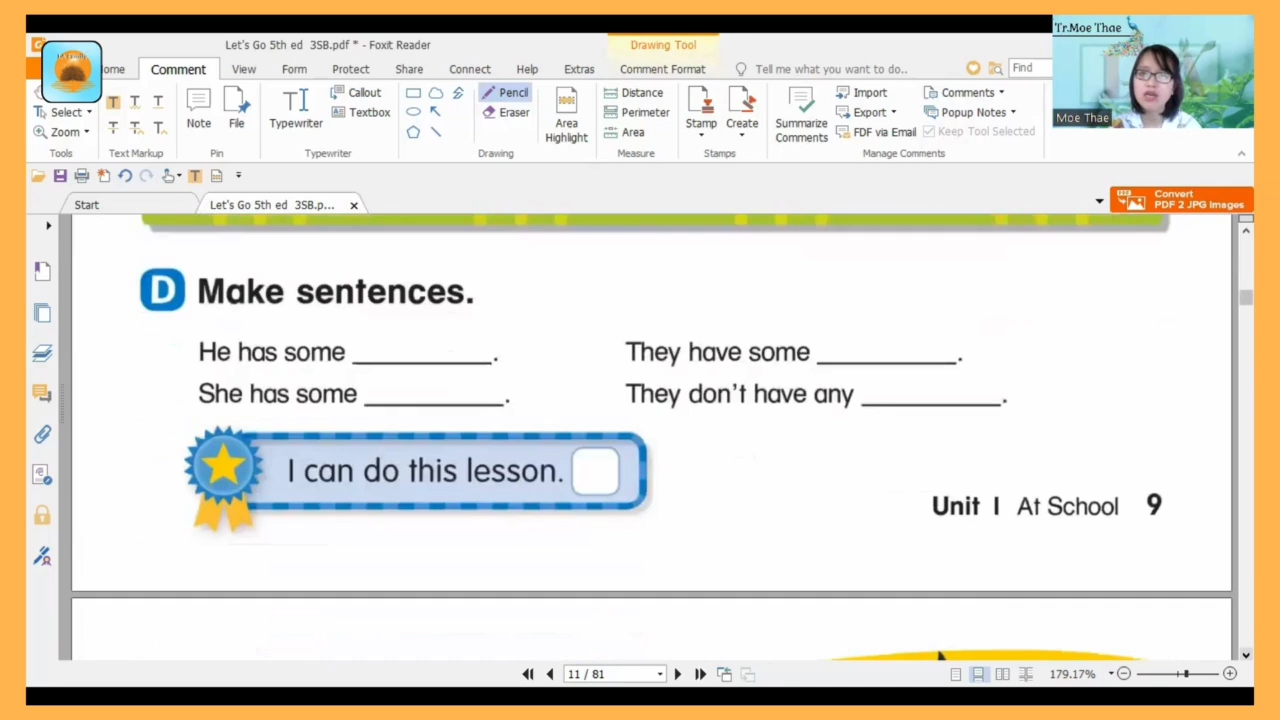 Let's Go 5th ed 3SB.pdf * - Foxit Reader
Drawing Tool
Tr.Moe Thae
ome Comment View Form Protect Share Connect Help Extras Comment Format Tell me what you want to do.. Find
Select Zoom
Tools
Text Markup
Note File
Pin
Typewriter Callout Textbox
Typewriter
Pencil Eraser
Drawing
Area Highlight
Distance Perimeter Area
Measure
Stamp Create
Stamps
Summarize Comments
Import Export FDF via Email
Comments Popup Notes Keep Tool Selected
Manage Comments
Moe Thae
Start Let's Go 5th ed 3SB.p...
Convert
PDF 2 JPG Images
D Make sentences.
He has some __________.
She has some __________.
They have some __________.
They don't have any __________.
I can do this lesson.
Unit 1 At School 9
11 / 81
179.17%